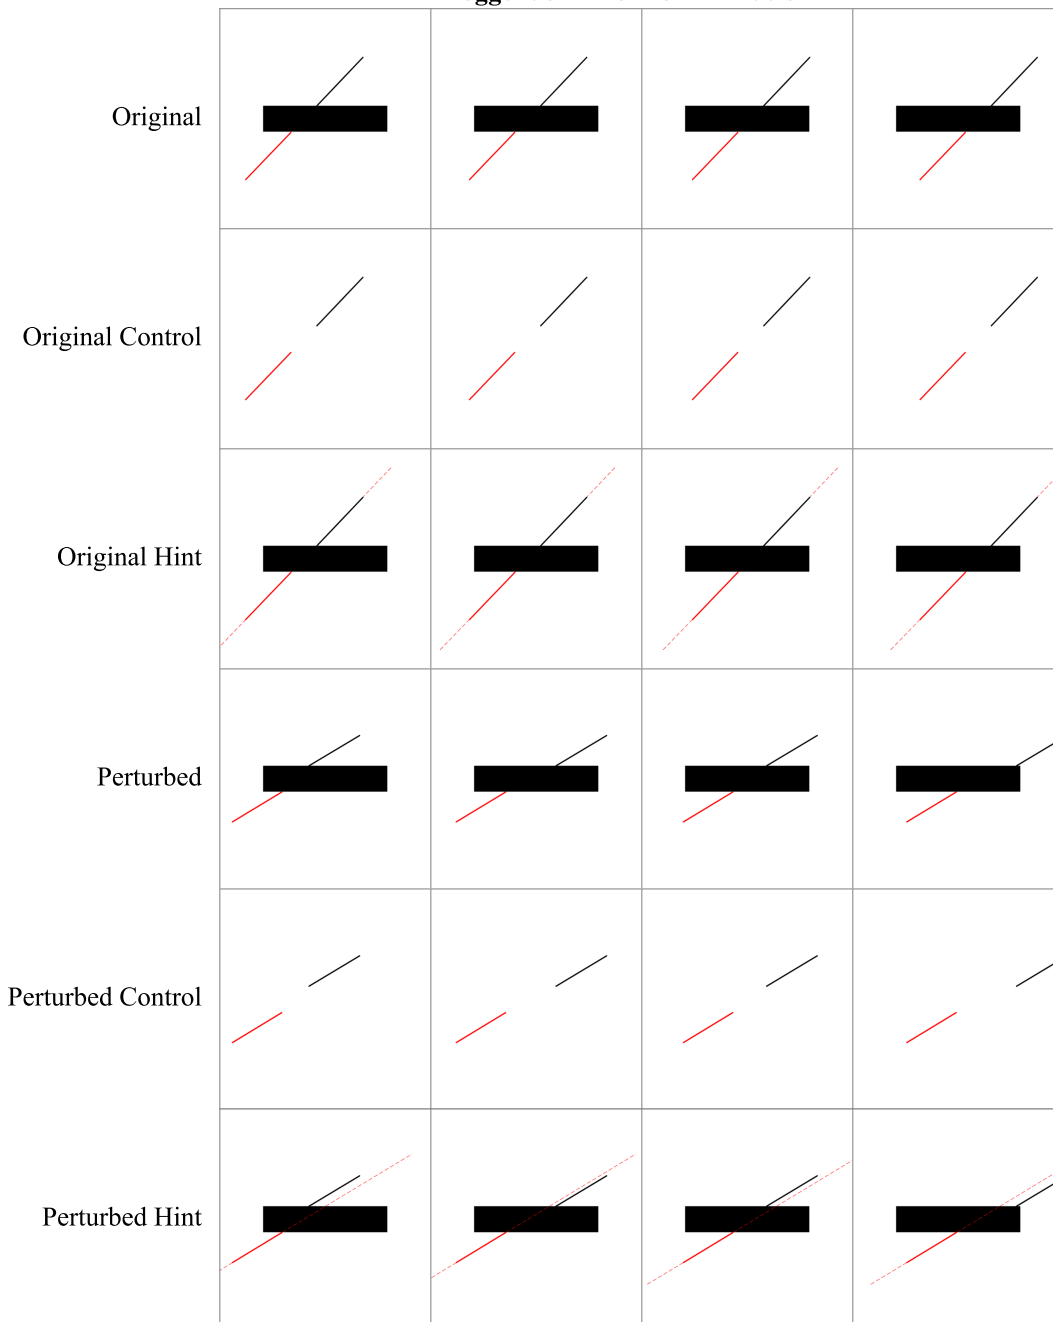 Original
Original Control
Original Hint
Perturbed
Perturbed Control
Perturbed Hint